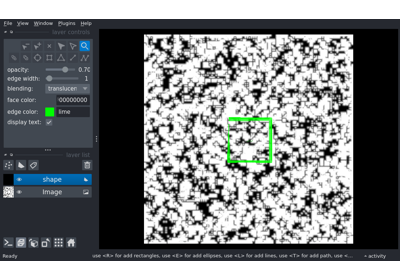 File View Window Plugins Help
layer controls
opacity: 0.70
edge width: 1
blending: translucen
face color: 00000000
edge color: lime
display text:
layer list
shape
Image
Ready
use <R> for add rectangles, use <E> for add ellipses, use <L> for add lines, use <T> for add path, use <...
activity